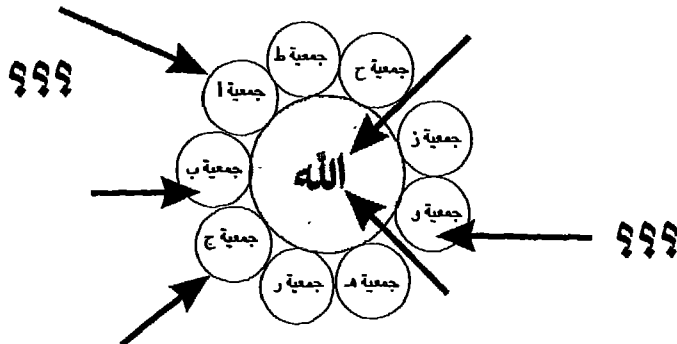 جمعية ط
جمعية ح
جمعية أ
؟؟؟
جمعية ز
جمعية ب
الله
جمعية و
؟؟؟
جمعية ج
جمعية هـ
جمعية ر